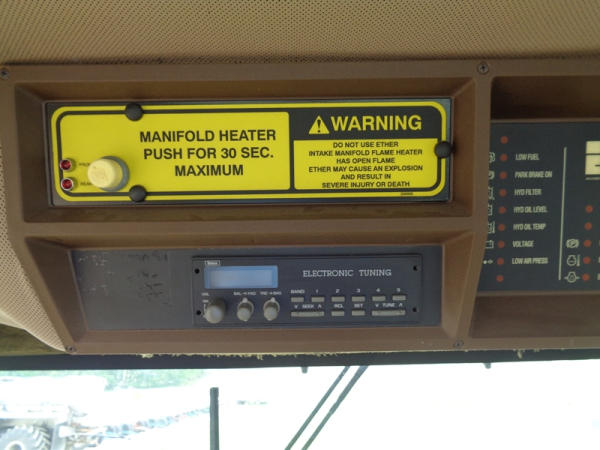 MANIFOLD HEATER
PUSH FOR 30 SEC.
MAXIMUM
WARNING
DO NOT USE ETHER
INTAKE MANIFOLD FLAME HEATER
HAS OPEN FLAME
ETHER MAY CAUSE AN EXPLOSION
AND RESULT IN
SEVERE INJURY OR DEATH
ELECTRONIC TUNING
BAND 1 2 3 4 5
V SEEK Λ RCL SET V TUNE Λ
LOW FUEL
PARK BRAKE ON
HYD FILTER
HYD OIL LEVEL
HYD OIL TEMP
VOLTAGE
LOW AIR PRESS